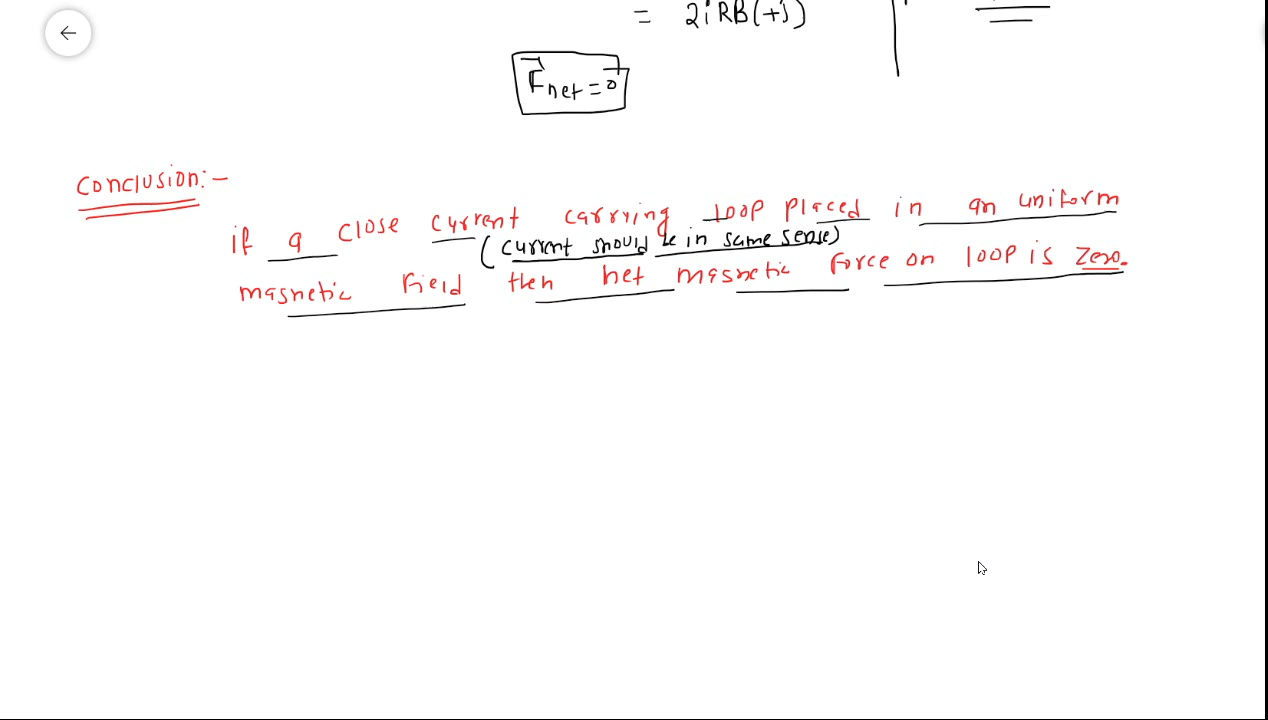 = 2iRB(+j)
F⃗net = 0⃗
Conclusion:-
if a close current carrying loop placed in an uniform
(current should be in same sense)
magnetic field then net magnetic force on loop is zero.